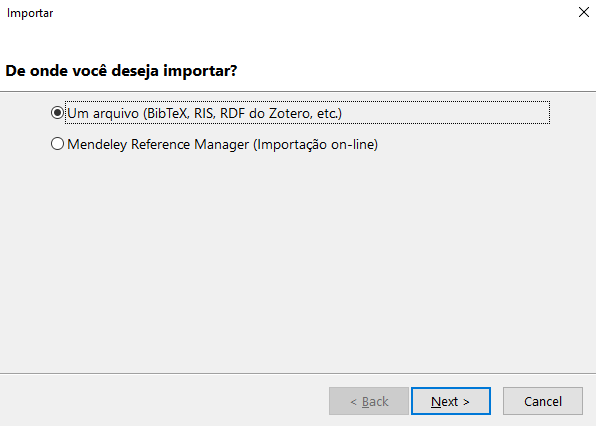 Importar
De onde você deseja importar?
Um arquivo (BibTeX, RIS, RDF do Zotero, etc.)
Mendeley Reference Manager (Importação on-line)
< Back
Next >
Cancel